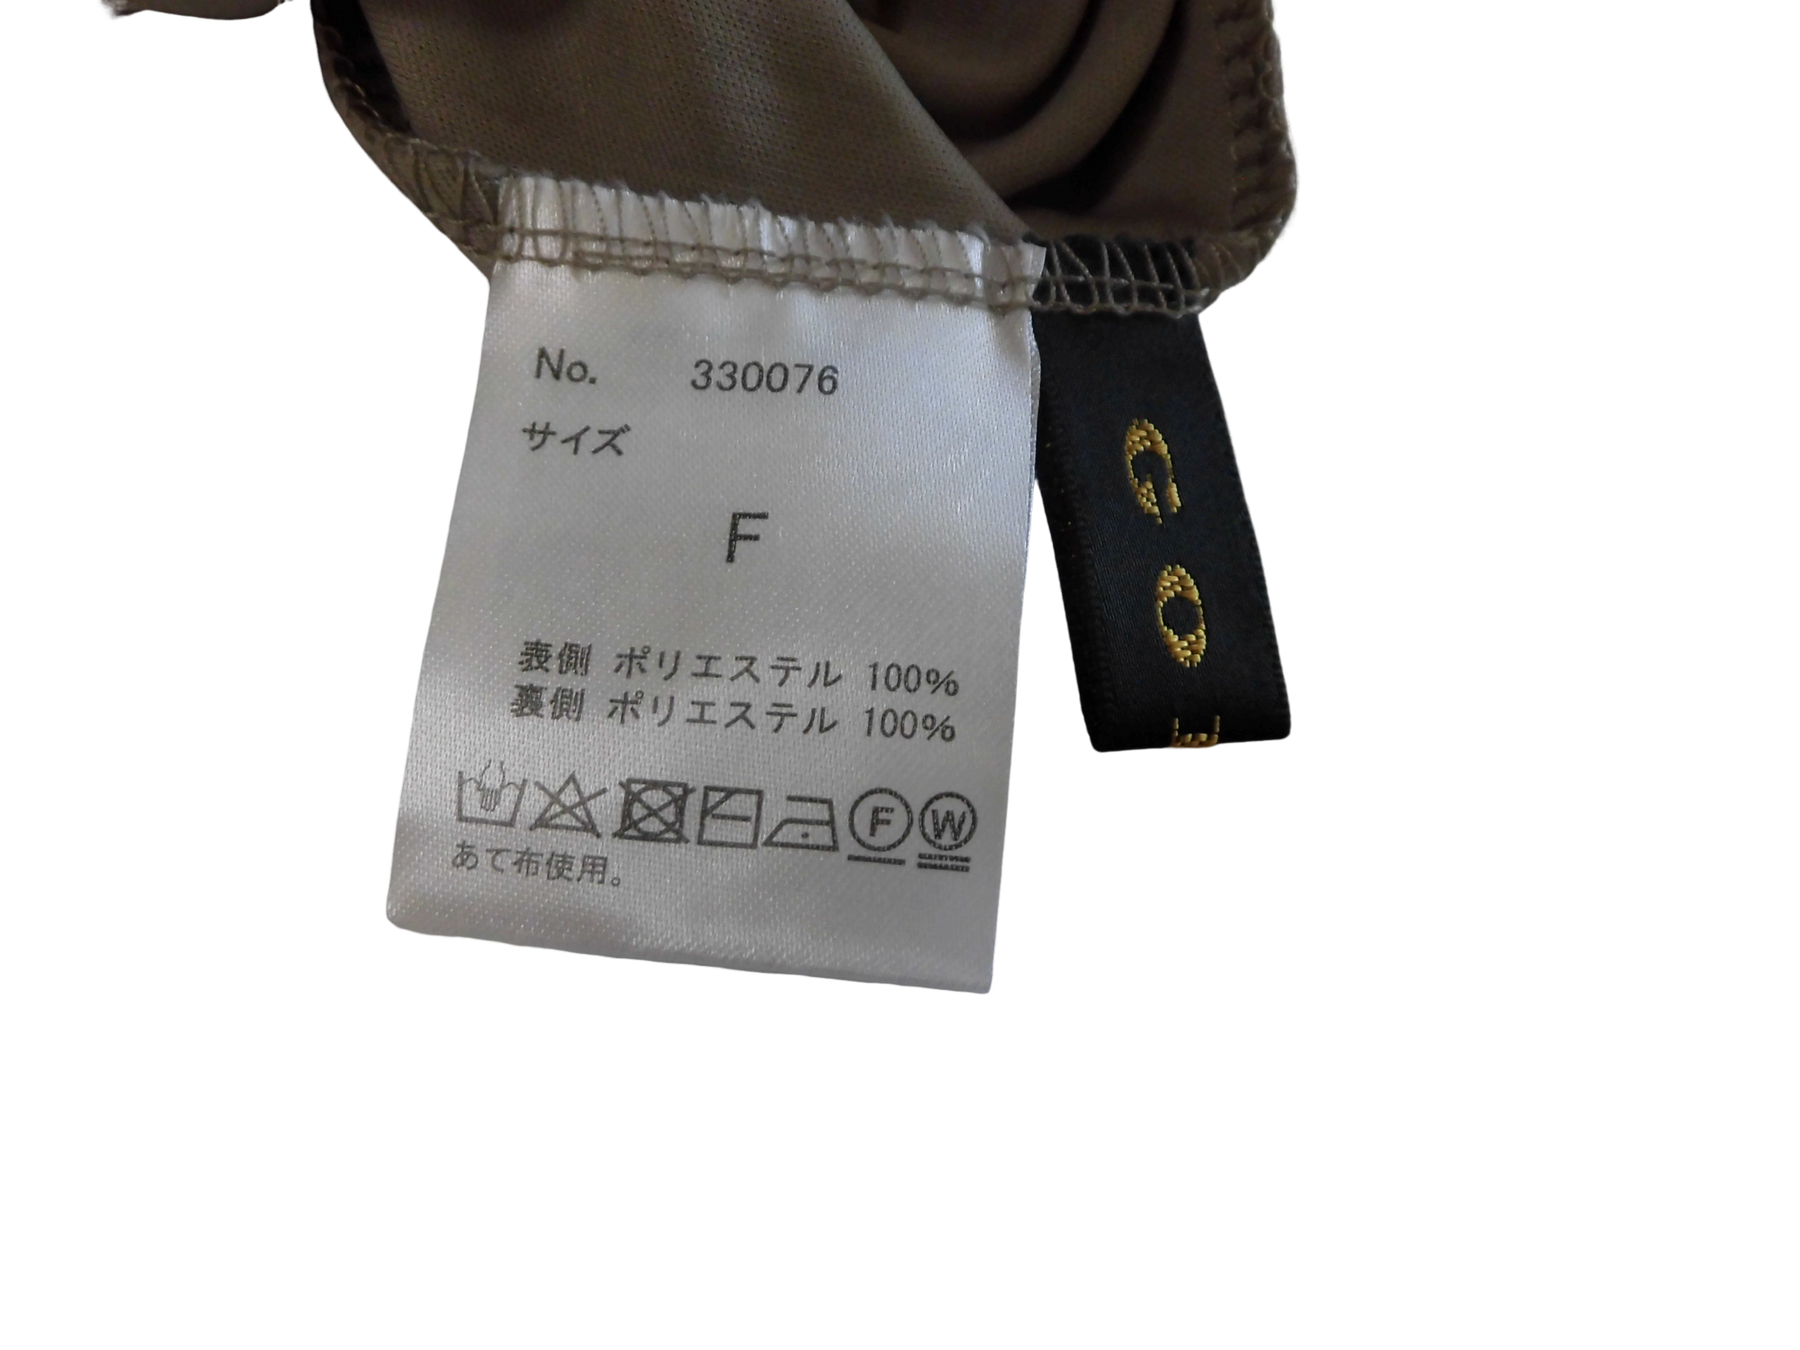 No. 330076
サイズ
F
表側 ポリエステル 100%
裏側 ポリエステル 100%
F W
あて布使用。
GO